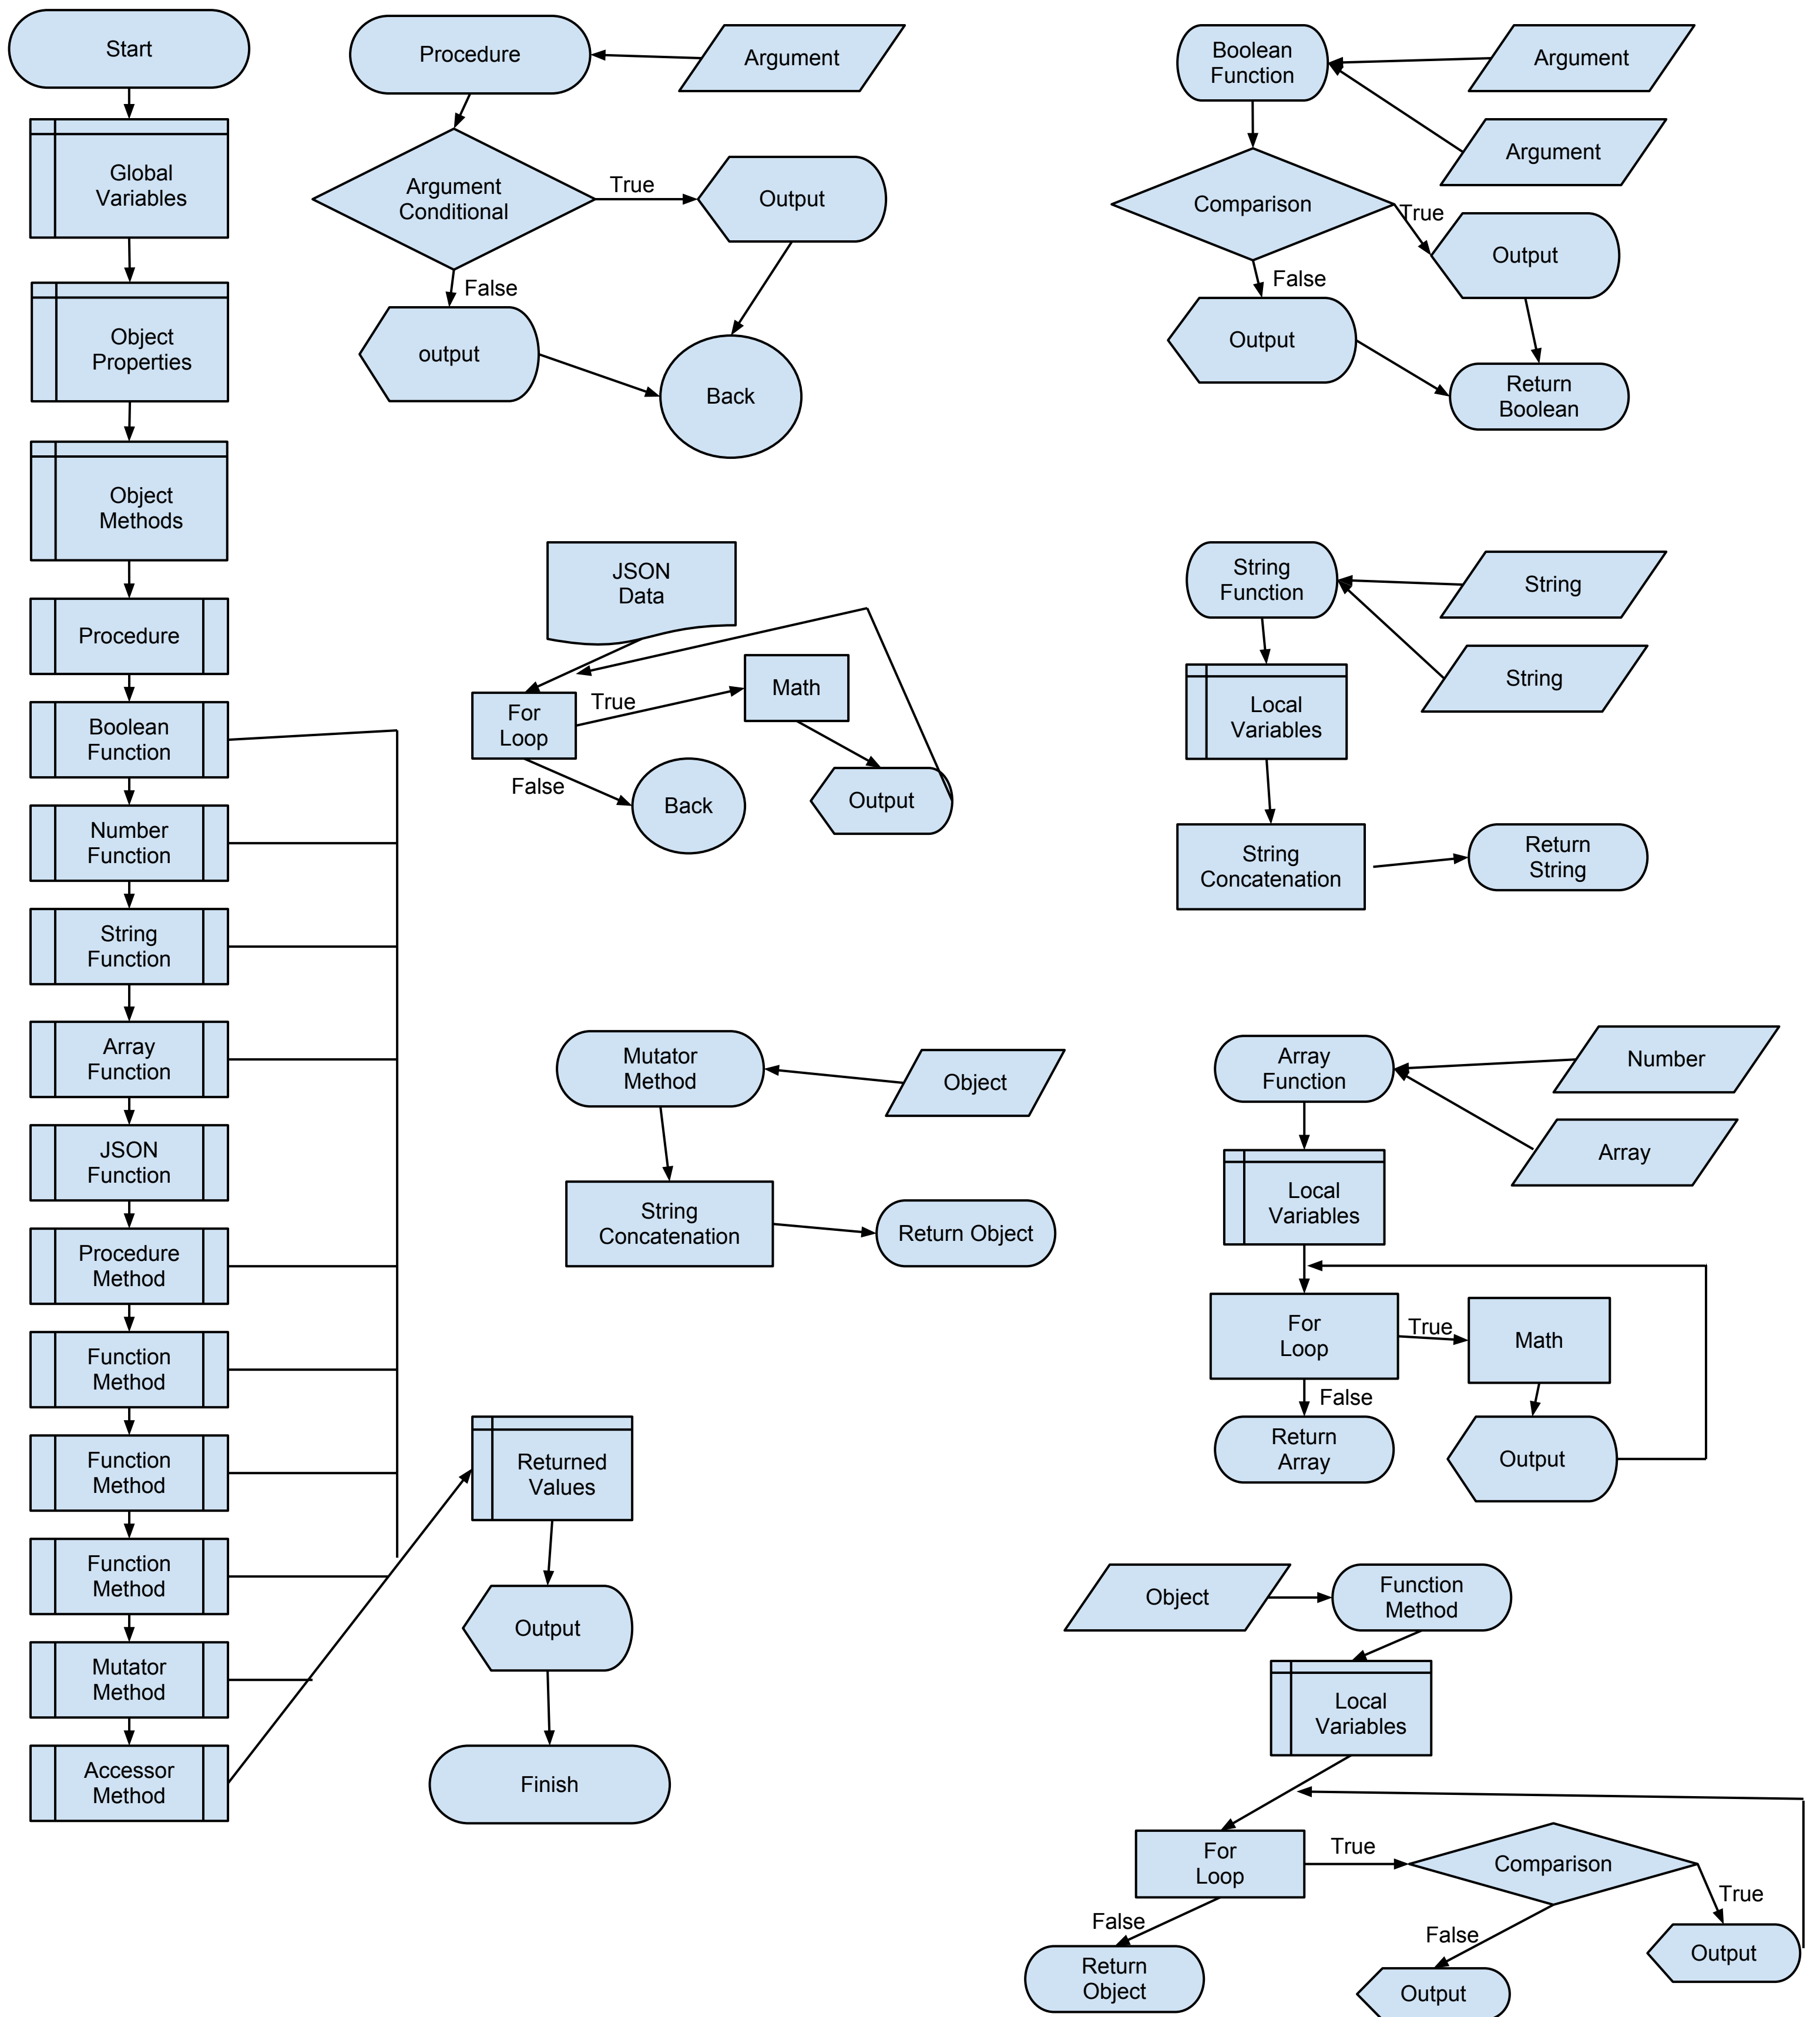 Start
Global
Variables
Object
Properties
Object
Methods
Procedure
Boolean
Function
Number
Function
String
Function
Array
Function
JSON
Function
Procedure
Method
Function
Method
Function
Method
Function
Method
Mutator
Method
Accessor
Method
Procedure
Argument
Argument
Conditional
True
Output
False
output
Back
Boolean
Function
Argument
Argument
Comparison
True
Output
False
Output
Return
Boolean
JSON
Data
For
Loop
True
Math
False
Back
Output
String
Function
String
String
Local
Variables
String
Concatenation
Return
String
Mutator
Method
Object
String
Concatenation
Return Object
Array
Function
Number
Array
Local
Variables
For
Loop
True
Math
False
Return
Array
Output
Returned
Values
Output
Finish
Object
Function
Method
Local
Variables
For
Loop
True
Comparison
True
False
False
Output
Return
Object
Output